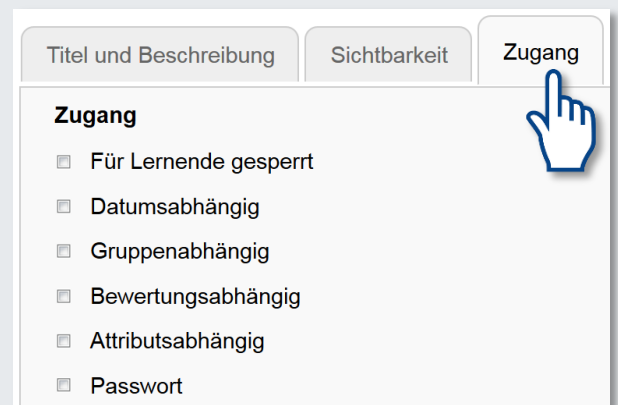 Titel und Beschreibung Sichtbarkeit Zugang
Zugang
Für Lernende gesperrt
Datumsabhängig
Gruppenabhängig
Bewertungsabhängig
Attributsabhängig
Passwort